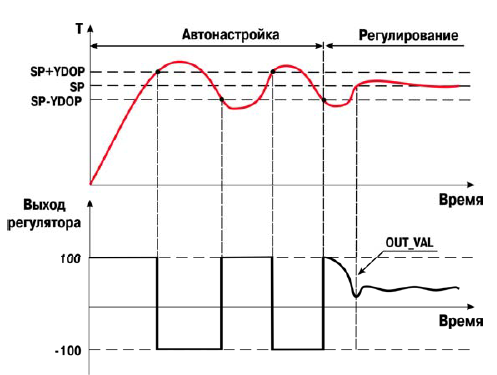 T
Автонастройка
Регулирование
SP+YDOP
SP
SP-YDOP
Время
Выход
регулятора
100
OUT_VAL
Время
-100